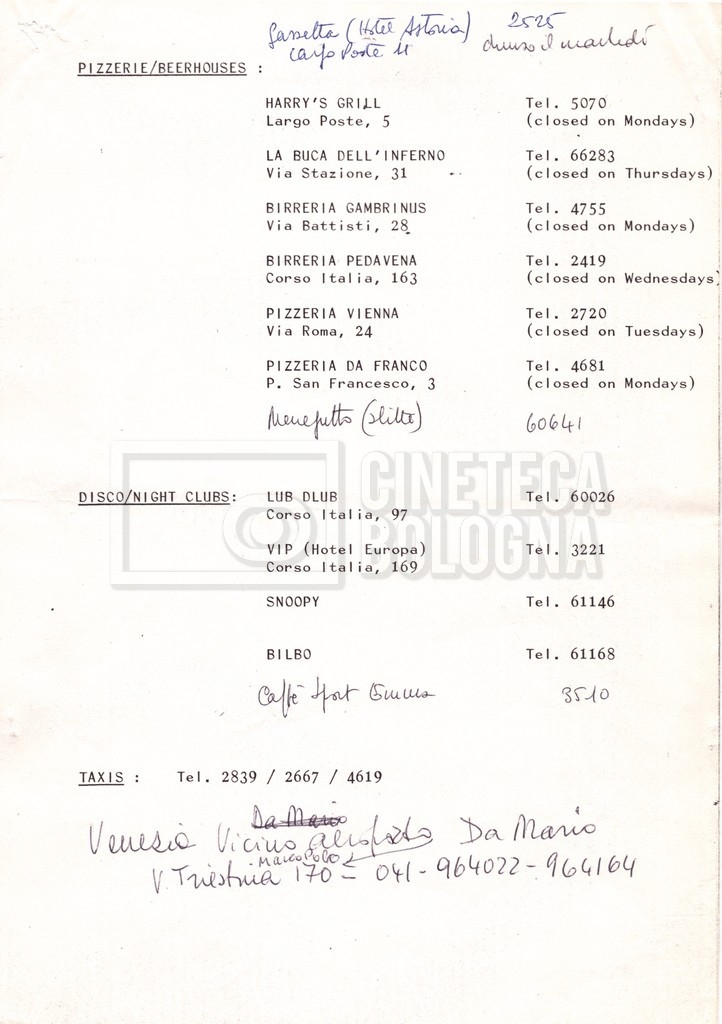 (Hotel Astoria) 2525
Poste 11 chiuso il martedì
PIZZERIE/BEERHOUSES :
HARRY'S GRILL Tel. 5070
Largo Poste, 5 (closed on Mondays)
LA BUCA DELL'INFERNO Tel. 66283
Via Stazione, 31 (closed on Thursdays)
BIRRERIA GAMBRINUS Tel. 4755
Via Battisti, 28 (closed on Mondays)
BIRRERIA PEDAVENA Tel. 2419
Corso Italia, 163 (closed on Wednesdays)
PIZZERIA VIENNA Tel. 2720
Via Roma, 24 (closed on Tuesdays)
PIZZERIA DA FRANCO Tel. 4681
P. San Francesco, 3 (closed on Mondays)
(slitte) 60641
CINETECA
BOLOGNA
DISCO/NIGHT CLUBS: LUB DLUB Tel. 60026
Corso Italia, 97
VIP (Hotel Europa) Tel. 3221
Corso Italia, 169
SNOOPY Tel. 61146
BILBO Tel. 61168
Caffè Sport 3510
TAXIS : Tel. 2839 / 2667 / 4619
Da Mario
Venezia Vicino aeroporto Da Mario
Marco Polo
V. Triestina 170 = 041-964022-964164